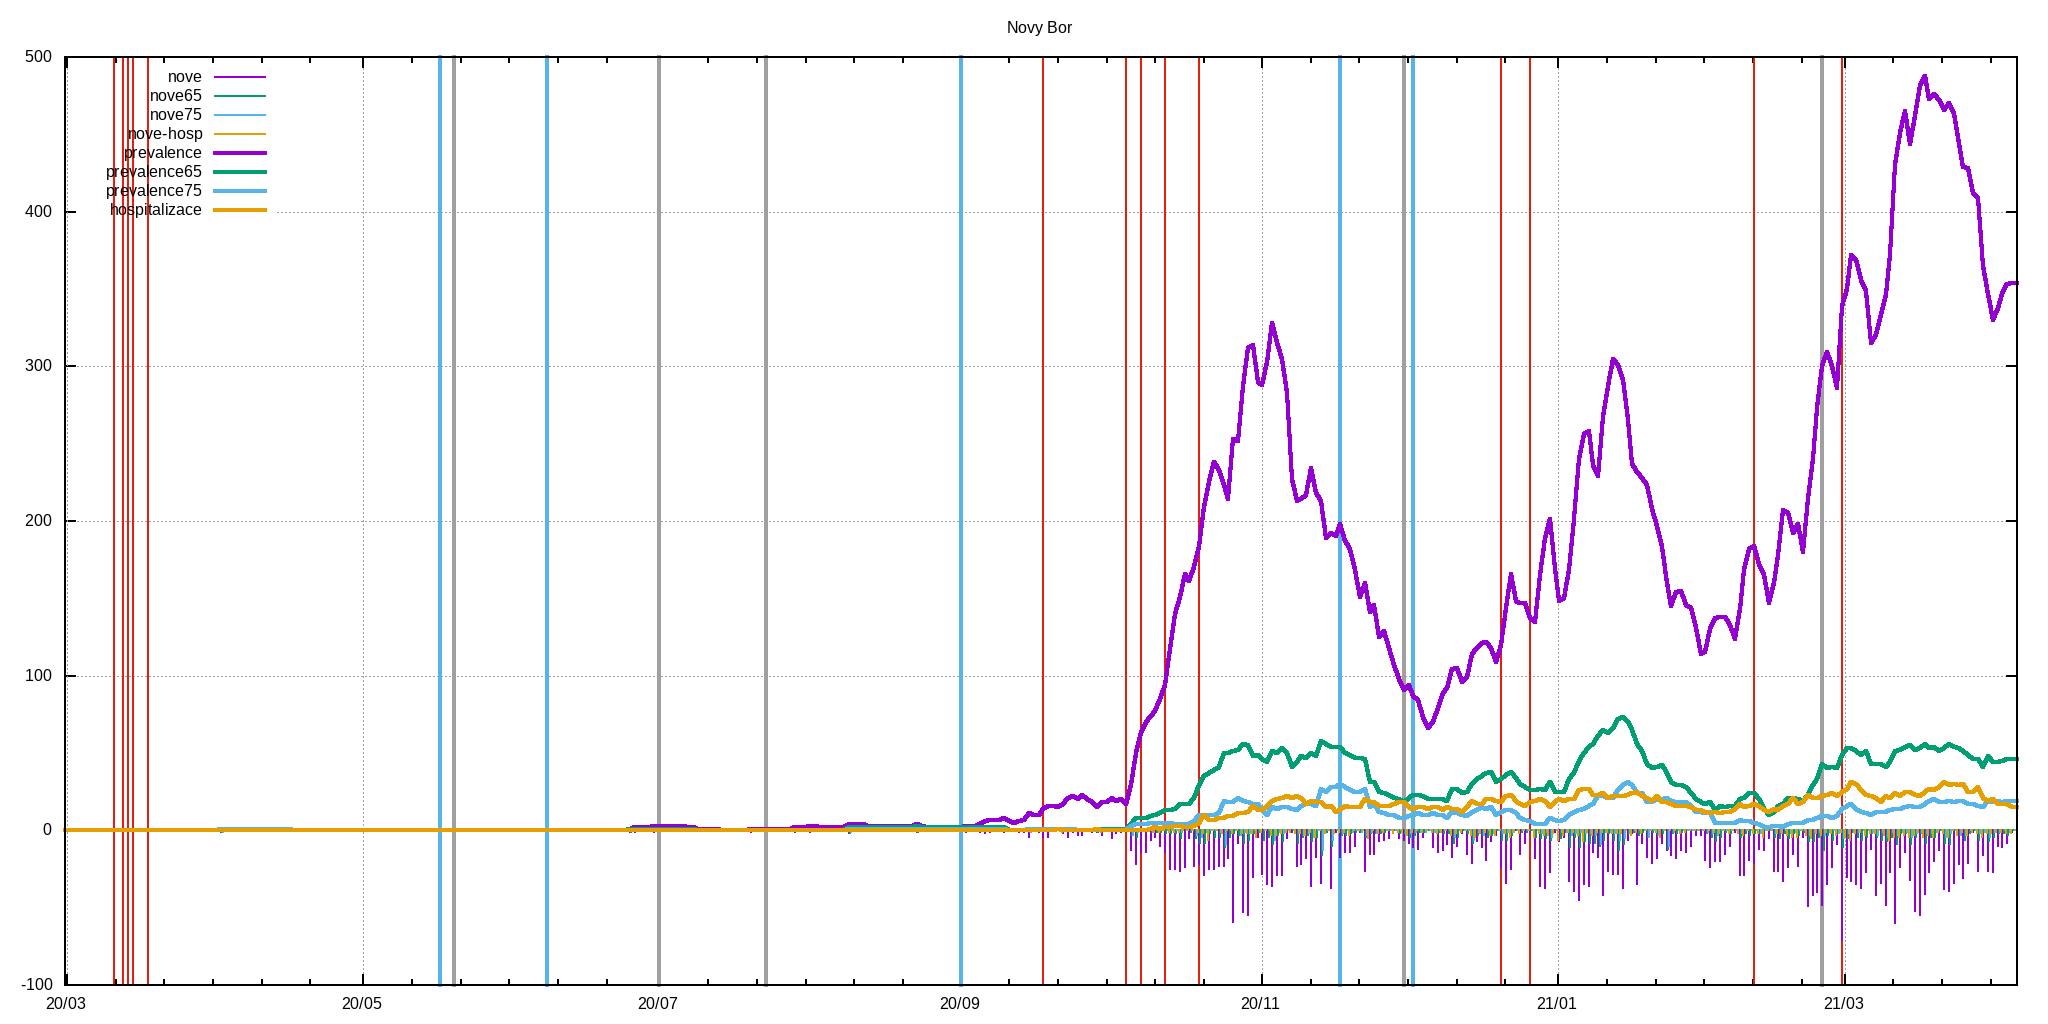 Novy Bor
500
nove
nove65
nove75
nove-hosp
prevalence
prevalence65
prevalence75
hospitalizace
400
300
200
100
0
-100
20/03 20/05 20/07 20/09 20/11 21/01 21/03